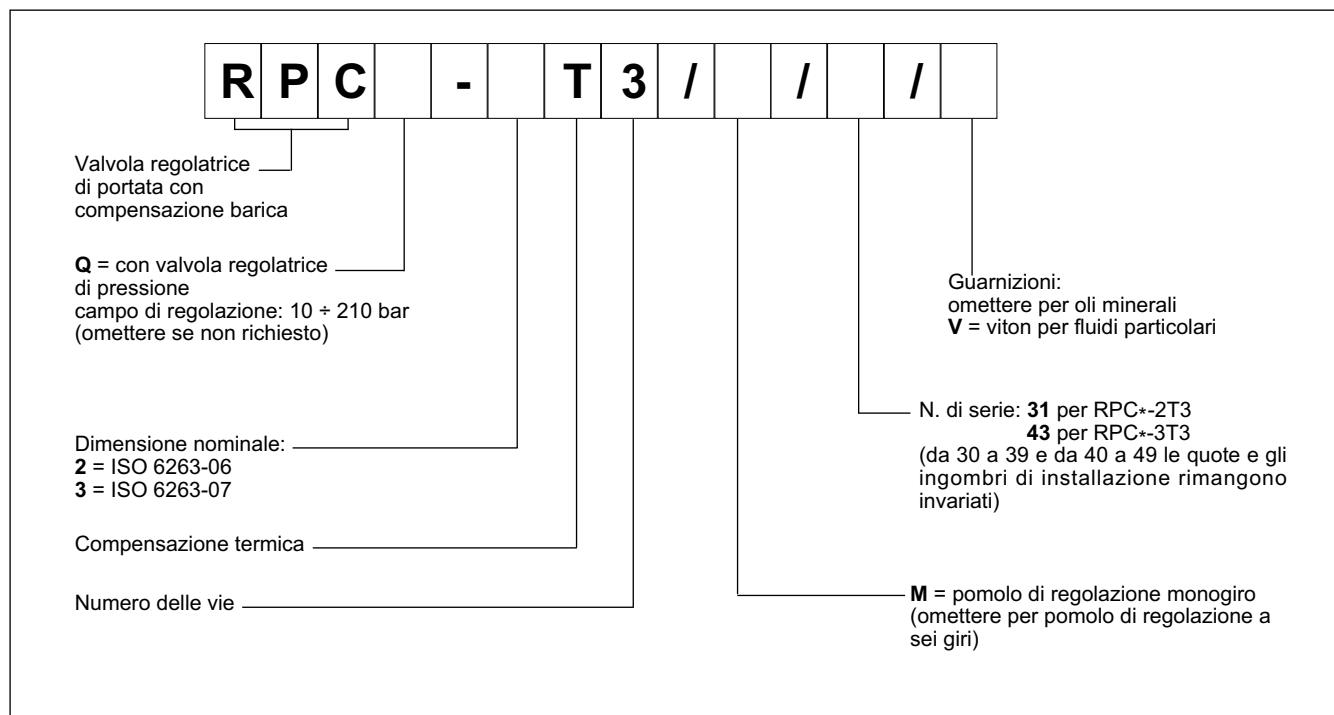 RPC - T3/ / /
Valvola regolatrice
di portata con
compensazione barica
Q = con valvola regolatrice
di pressione
campo di regolazione: 10 ÷ 210 bar
(omettere se non richiesto)
Dimensione nominale:
2 = ISO 6263-06
3 = ISO 6263-07
Compensazione termica
Numero delle vie
Guarnizioni:
omettere per oli minerali
V = viton per fluidi particolari
N. di serie: 31 per RPC*-2T3
43 per RPC*-3T3
(da 30 a 39 e da 40 a 49 le quote e gli
ingombri di installazione rimangono
invariati)
M = pomolo di regolazione monogiro
(omettere per pomolo di regolazione a
sei giri)